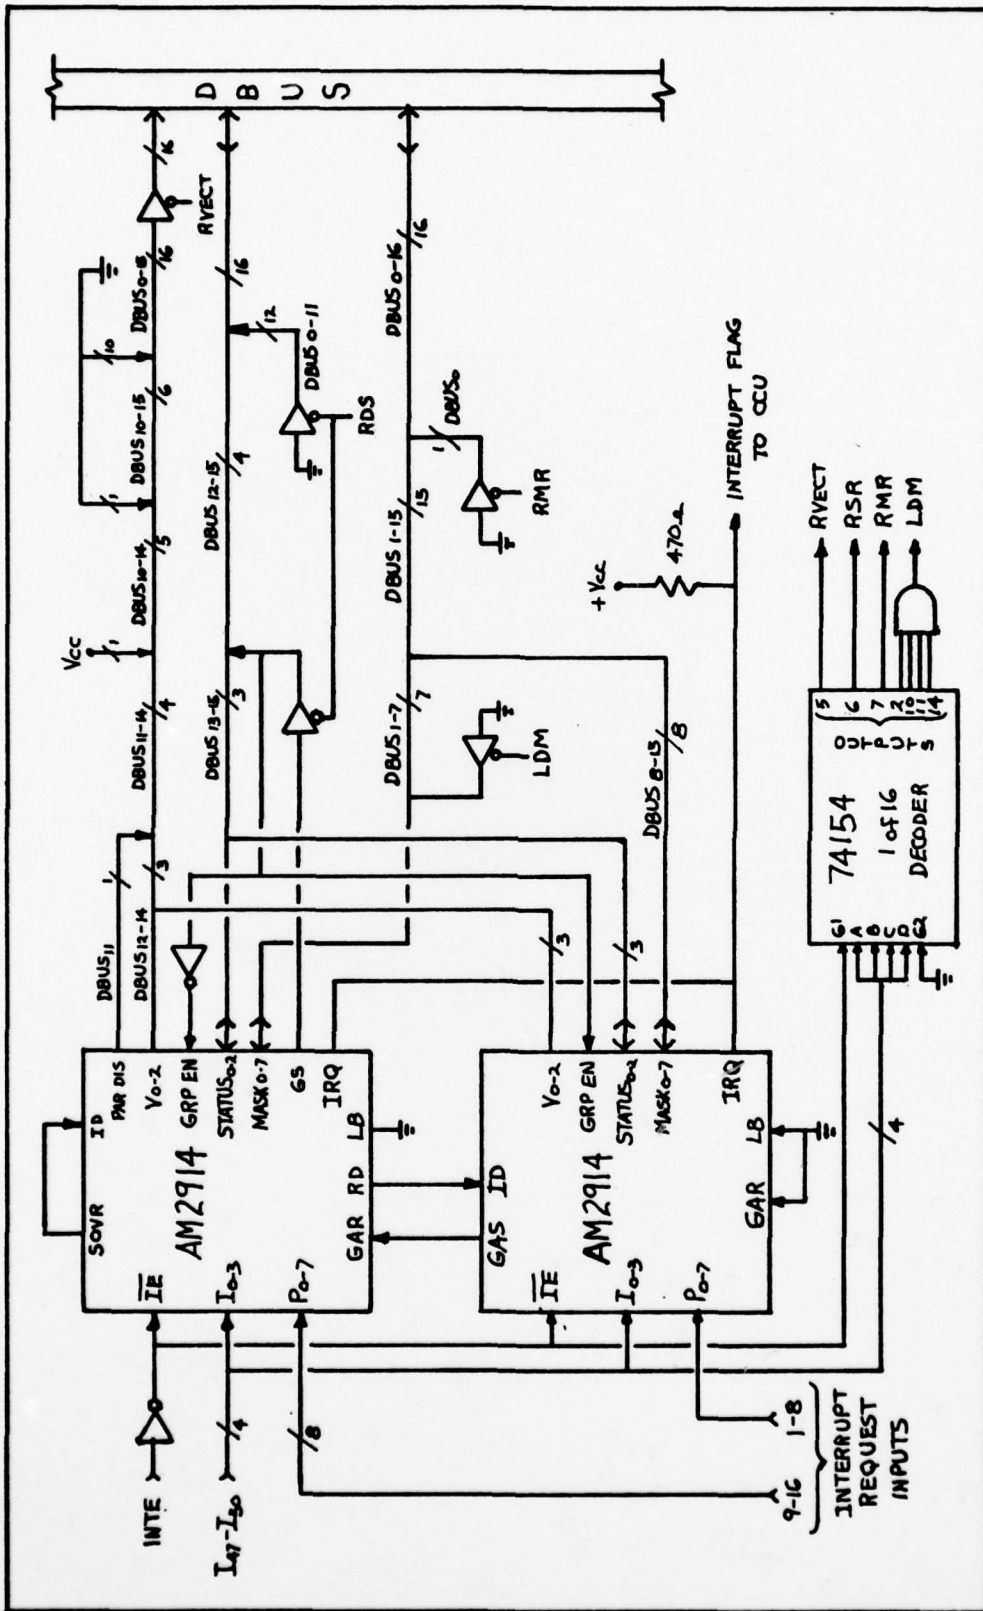 INTE
I47-I50
4
8
9-16
1-8
INTERRUPT
REQUEST
INPUTS
SOVR
ID
IE
I0-3
P0-7
AM2914
PAR DIS
V0-2
GRP EN
STATUS0-2
MASK0-7
GS
IRQ
GAR
RD
LB
GAS
ID
IE
I0-3
P0-7
AM2914
V0-2
GRP EN
STATUS0-2
MASK0-7
IRQ
GAR
LB
DBUS11
1
DBUS12-14
3
DBUS11-14
4
Vcc
1
DBUS10-14
5
1
DBUS10-15
6
10
DBUS0-15
16
RVECT
16
DBUS13-15
3
DBUS12-15
4
12
DBUS0-11
RDS
16
DBUS1-7
7
LDM
DBUS1-15
15
1
DBUS0
RMR
DBUS0-16
16
D
B
U
S
3
3
DBUS8-15
8
+Vcc
470Ω
INTERRUPT FLAG
TO CCU
4
G1
A
B
C
D
G2
74154
1 of 16
DECODER
OUTPUTS
5
6
7
2
10
11
14
RVECT
RSR
RMR
LDM